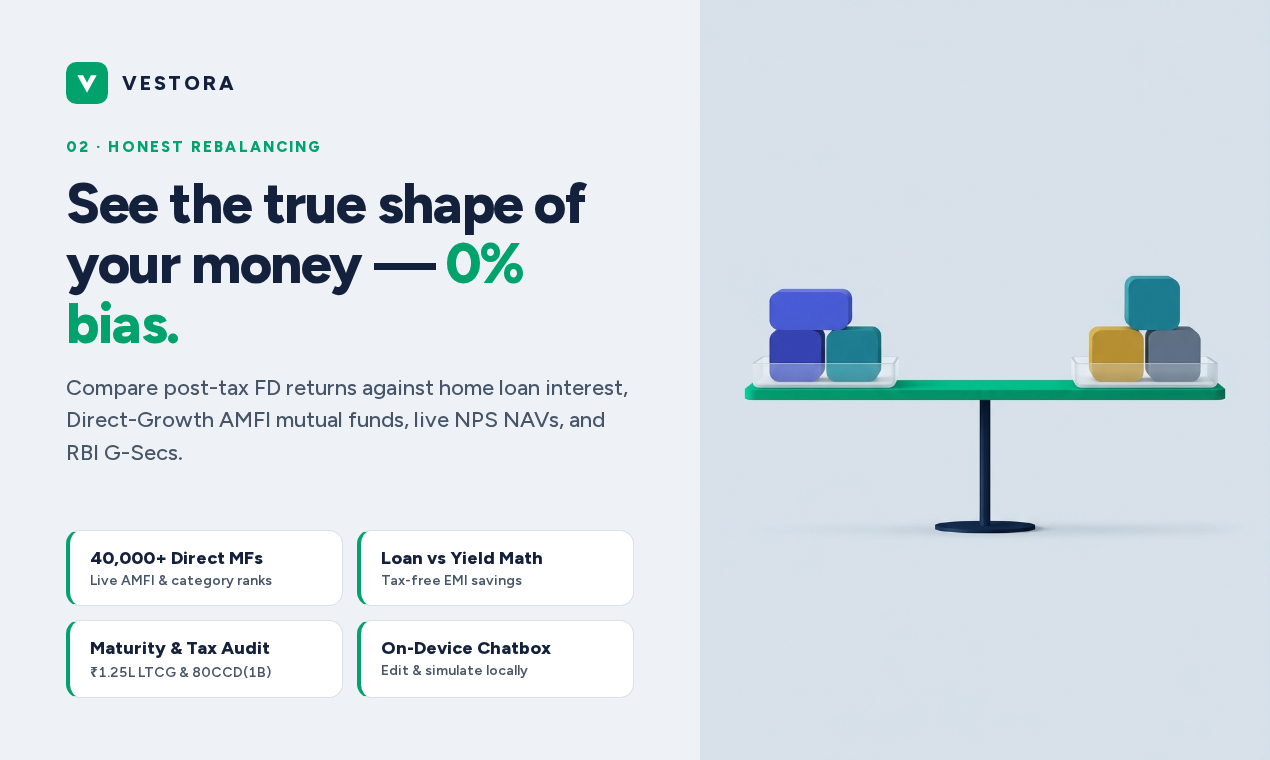 VESTORA
02 · HONEST REBALANCING
See the true shape of
your money — 0%
bias.
Compare post-tax FD returns against home loan interest,
Direct-Growth AMFI mutual funds, live NPS NAVs, and
RBI G-Secs.
40,000+ Direct MFs
Live AMFI & category ranks
Loan vs Yield Math
Tax-free EMI savings
Maturity & Tax Audit
₹1.25L LTCG & 80CCD(1B)
On-Device Chatbox
Edit & simulate locally